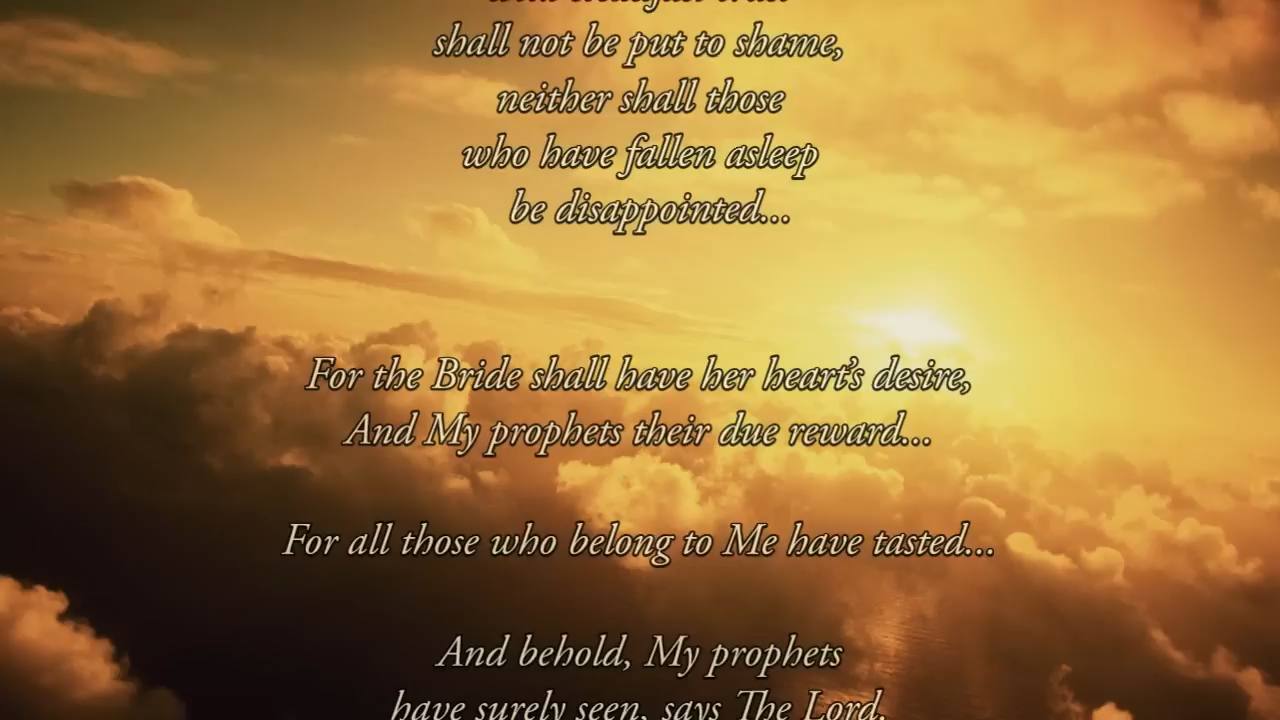 shall not be put to shame,
neither shall those
who have fallen asleep
be disappointed...
For the Bride shall have her heart's desire,
And My prophets their due reward...
For all those who belong to Me have tasted...
And behold, My prophets
have surely seen, says The Lord.